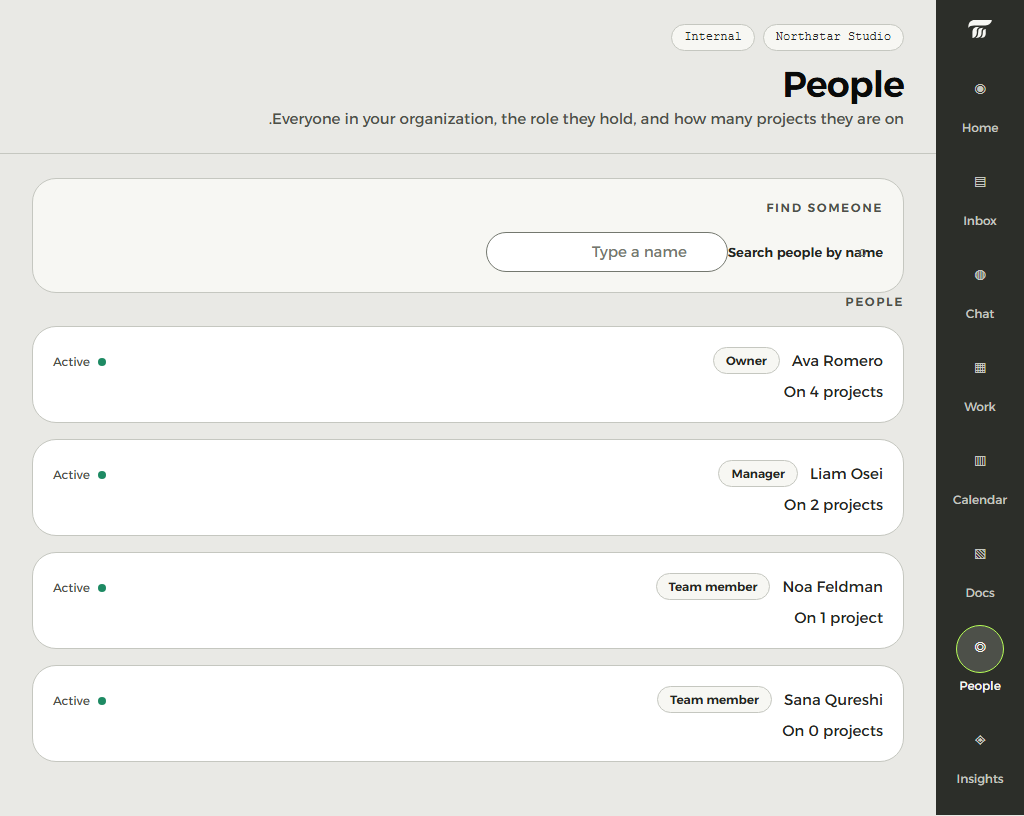 Northstar Studio
Internal
People
Everyone in your organization, the role they hold, and how many projects they are on.
FIND SOMEONE
Search people by name
Type a name
PEOPLE
Ava Romero
Owner
Active
On 4 projects
Liam Osei
Manager
Active
On 2 projects
Noa Feldman
Team member
Active
On 1 project
Sana Qureshi
Team member
Active
On 0 projects
Home
Inbox
Chat
Work
Calendar
Docs
People
Insights